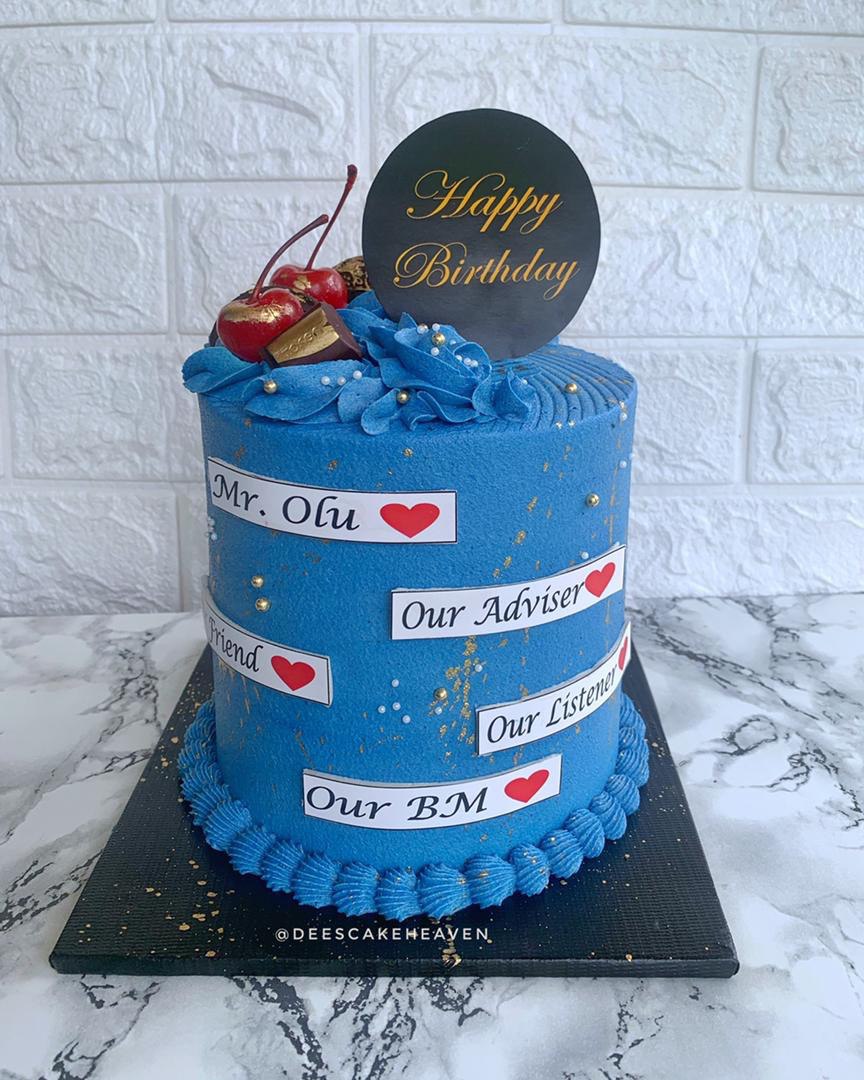 Happy
Birthday
Mr. Olu
Our Adviser
Friend
Our Listener
Our BM
@DEESCAKEHEAVEN